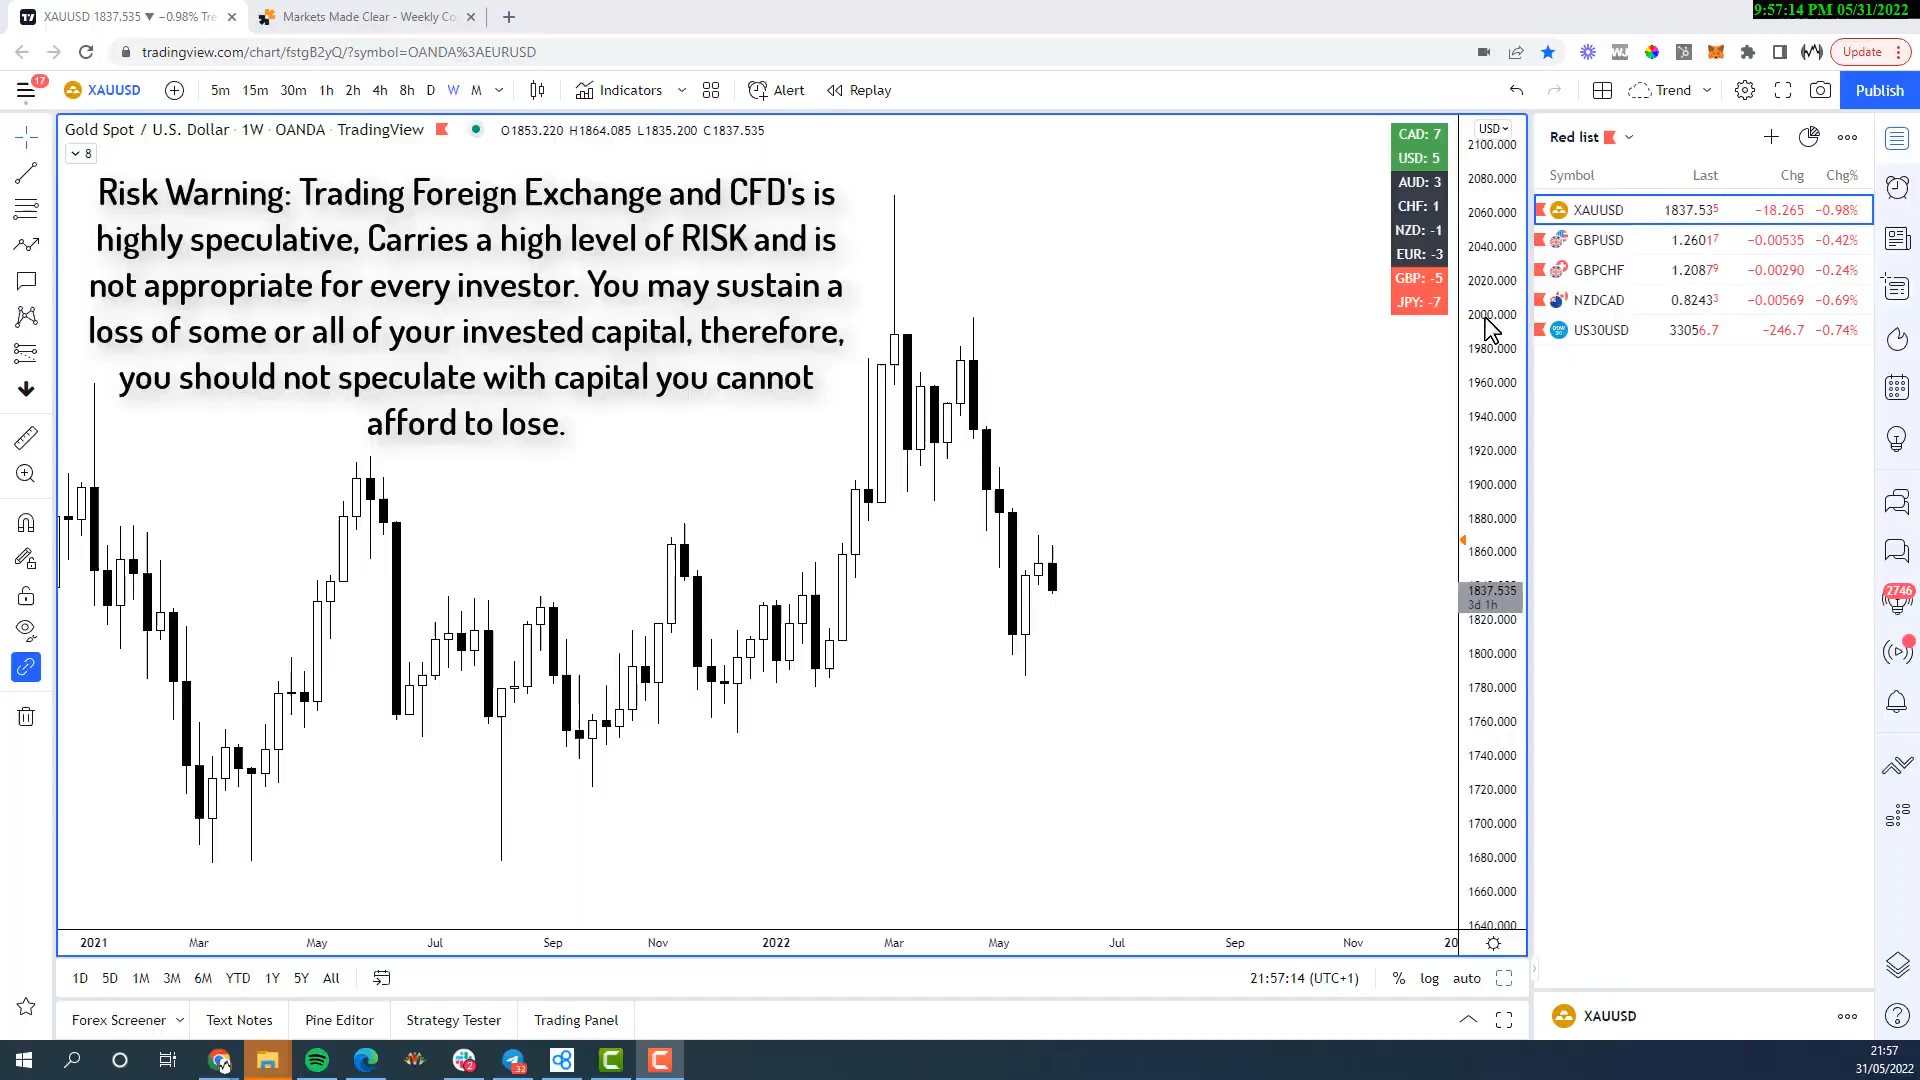 XAUUSD 1837.535 ▼ −0.98% Tre
Markets Made Clear - Weekly Co
9:57:14 PM 05/31/2022
tradingview.com/chart/fstgB2yQ/?symbol=OANDA%3AEURUSD
Update
17
XAUUSD
5m 15m 30m 1h 2h 4h 8h D W M
Indicators
Alert
Replay
Trend
Publish
Gold Spot / U.S. Dollar · 1W · OANDA · TradingView
O1853.220 H1864.085 L1835.200 C1837.535
8
Risk Warning: Trading Foreign Exchange and CFD's is
highly speculative, Carries a high level of RISK and is
not appropriate for every investor. You may sustain a
loss of some or all of your invested capital, therefore,
you should not speculate with capital you cannot
afford to lose.
CAD: 7
USD: 5
AUD: 3
CHF: 1
NZD: -1
EUR: -3
GBP: -5
JPY: -7
USD
2100.000
2080.000
2060.000
2040.000
2020.000
2000.000
1980.000
1960.000
1940.000
1920.000
1900.000
1880.000
1860.000
1837.535
3d 1h
1820.000
1800.000
1780.000
1760.000
1740.000
1720.000
1700.000
1680.000
1660.000
1640.000
2021 Mar May Jul Sep Nov 2022 Mar May Jul Sep Nov 20
1D 5D 1M 3M 6M YTD 1Y 5Y All
21:57:14 (UTC+1)
% log auto
Forex Screener
Text Notes
Pine Editor
Strategy Tester
Trading Panel
Red list
Symbol Last Chg Chg%
XAUUSD 1837.535 −18.265 −0.98%
GBPUSD 1.26017 −0.00535 −0.42%
GBPCHF 1.20879 −0.00290 −0.24%
NZDCAD 0.82433 −0.00569 −0.69%
US30USD 33056.7 −246.7 −0.74%
2746
XAUUSD
2
32
21:57
31/05/2022